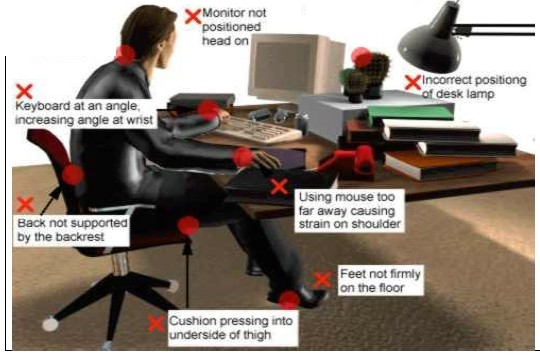 Monitor not
positioned
head on
Incorrect positiong
of desk lamp
Keyboard at an angle,
increasing angle at wrist
Using mouse too
far away causing
strain on shoulder
Back not supported
by the backrest
Feet not firmly
on the floor
Cushion pressing into
underside of thigh